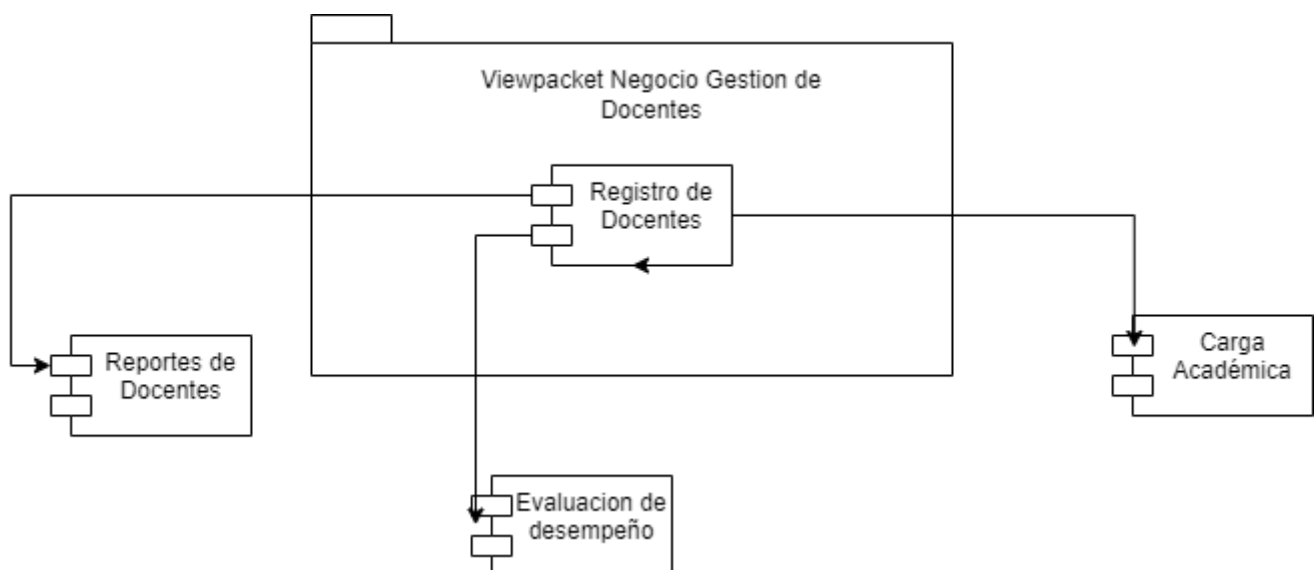 Viewpacket Negocio Gestion de
Docentes
Registro de
Docentes
Reportes de
Docentes
Carga
Académica
Evaluacion de
desempeño